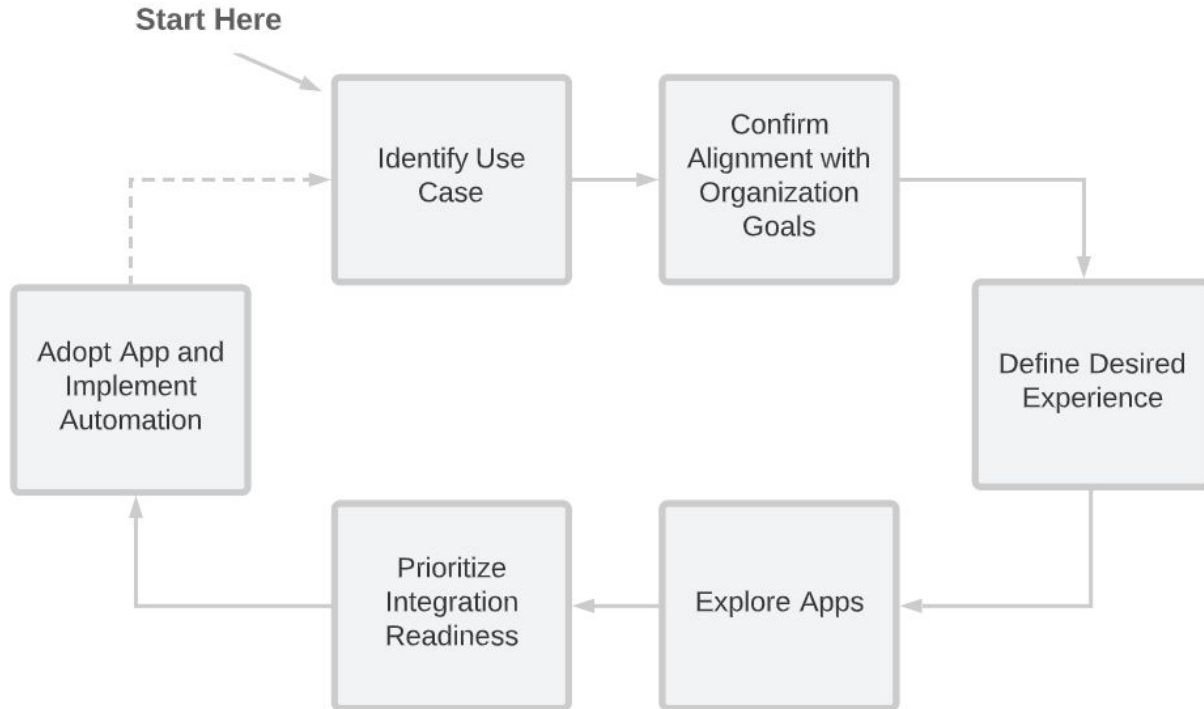 Start Here
Identify Use
Case
Confirm
Alignment with
Organization
Goals
Define Desired
Experience
Explore Apps
Prioritize
Integration
Readiness
Adopt App and
Implement
Automation